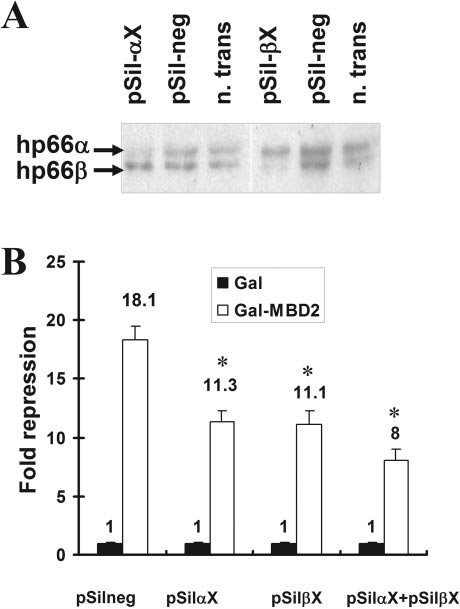 A
pSil-αX pSil-neg n. trans pSil-βX pSil-neg n. trans
hp66α
hp66β
B
Gal
Gal-MBD2
Fold repression
25
20
15
10
5
0
18.1
* 11.3
* 11.1
* 8
1 1 1 1
pSilneg pSilαX pSilβX pSilαX+pSilβX